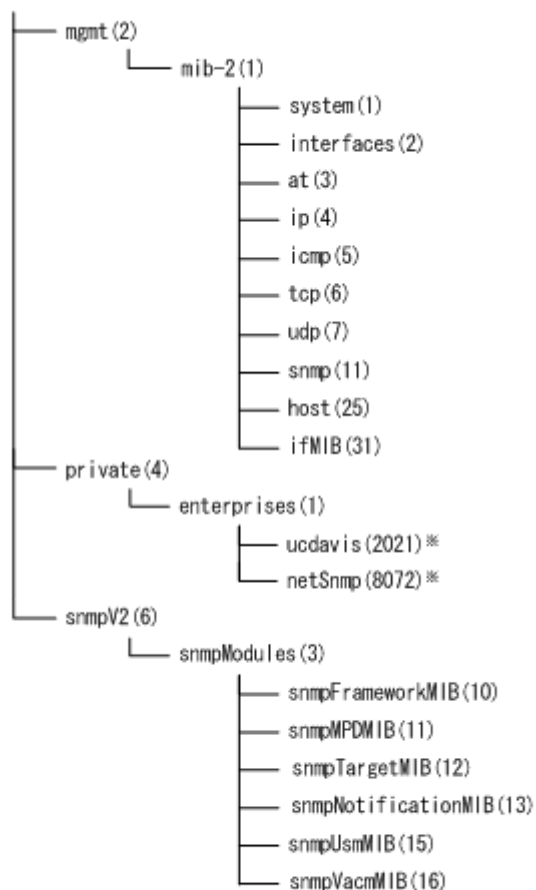 mgmt(2)
mib-2(1)
system(1)
interfaces(2)
at(3)
ip(4)
icmp(5)
tcp(6)
udp(7)
snmp(11)
host(25)
ifMIB(31)
private(4)
enterprises(1)
ucdavis(2021)※
netSnmp(8072)※
snmpV2(6)
snmpModules(3)
snmpFrameworkMIB(10)
snmpMPDMIB(11)
snmpTargetMIB(12)
snmpNotificationMIB(13)
snmpUsmMIB(15)
snmpVacmMIB(16)